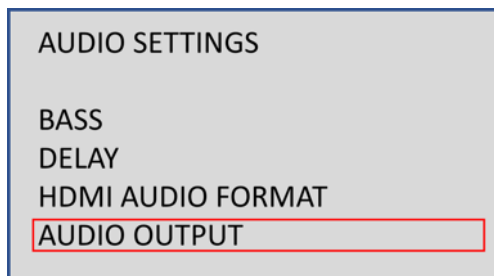 AUDIO SETTINGS
BASS
DELAY
HDMI AUDIO FORMAT
AUDIO OUTPUT